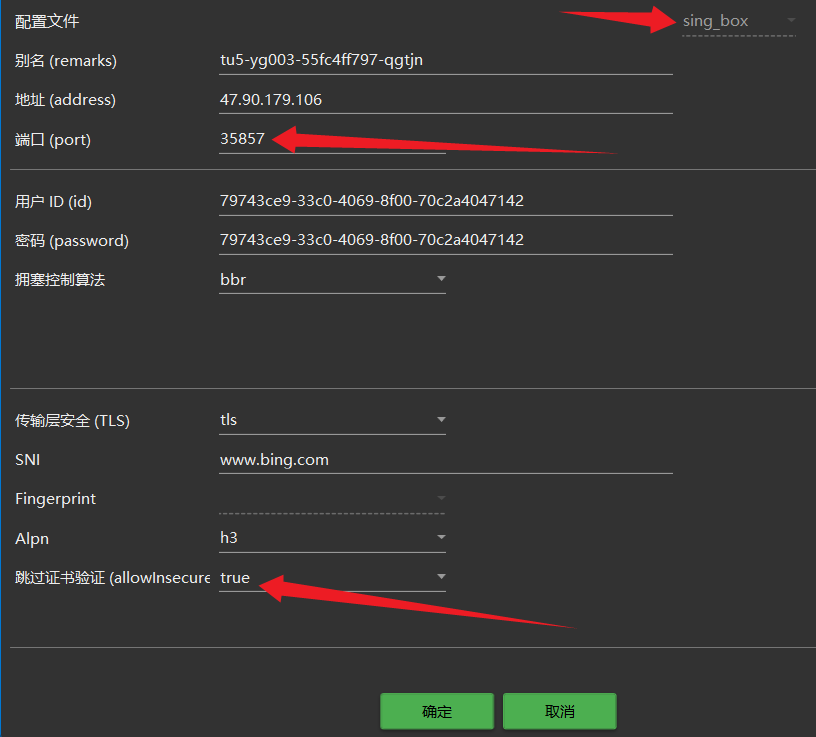 配置文件 sing_box
别名 (remarks) tu5-yg003-55fc4ff797-qgtjn
地址 (address) 47.90.179.106
端口 (port) 35857
用户 ID (id) 79743ce9-33c0-4069-8f00-70c2a4047142
密码 (password) 79743ce9-33c0-4069-8f00-70c2a4047142
拥塞控制算法 bbr
传输层安全 (TLS) tls
SNI www.bing.com
Fingerprint
Alpn h3
跳过证书验证 (allowInsecure true
确定 取消